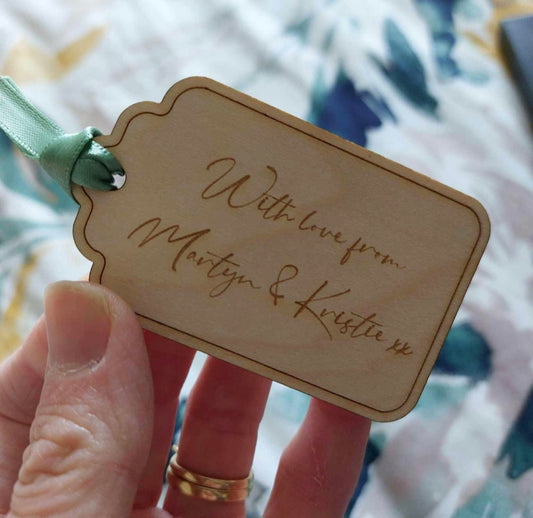 With love from
Martyn & Kristie xx